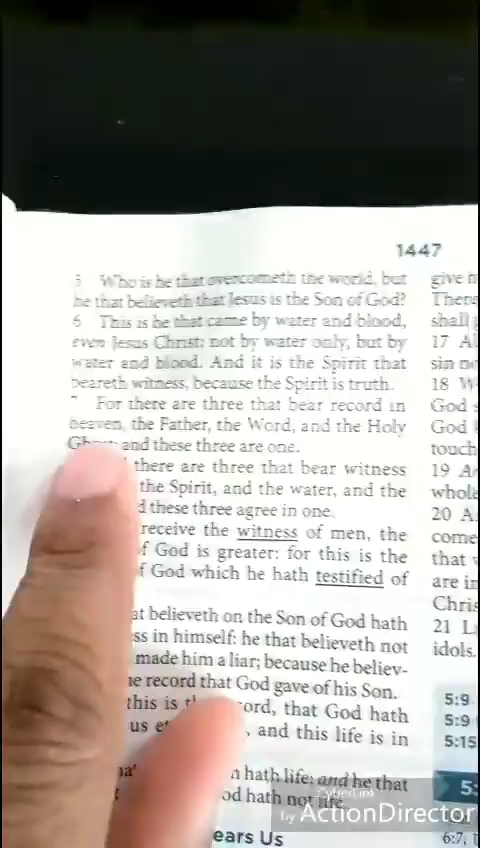 1447
5 Who is he that overcometh the world, but
he that believeth that Jesus is the Son of God?
6 This is he that came by water and blood,
even Jesus Christ; not by water only, but by
water and blood. And it is the Spirit that
beareth witness, because the Spirit is truth.
7 For there are three that bear record in
heaven, the Father, the Word, and the Holy
and these three are one.
there are three that bear witness
the Spirit, and the water, and the
these three agree in one.
receive the witness of men, the
of God is greater: for this is the
of God which he hath testified of
believeth on the Son of God hath
in himself: he that believeth not
made him a liar; because he believ-
record that God gave of his Son.
this is that God hath
us and this life is in
hath life; and he that
hath not life.
ears Us
give
There
shall
17
sin
18
God
God
touch
19
whole
20 A
come
that
are in
Chris
21
idols.
5:9
5:9
5:15
5:
6:7,
CyberLink
by ActionDirector